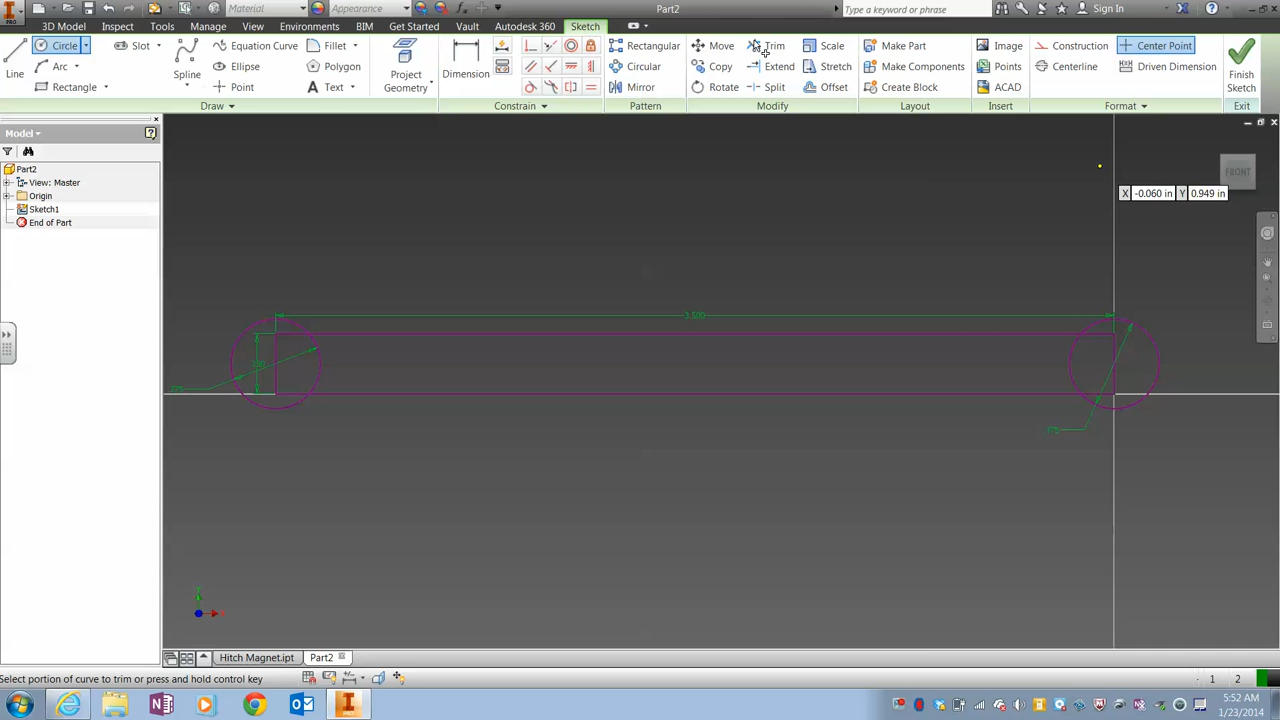 PRO
Material
Appearance
Part2
Type a keyword or phrase
Sign In
3D Model
Inspect
Tools
Manage
View
Environments
BIM
Get Started
Vault
Autodesk 360
Sketch
Line
Circle
Arc
Rectangle
Slot
Spline
Equation Curve
Ellipse
Point
Fillet
Polygon
Text
Dimension
Project
Geometry
Rectangular
Circular
Mirror
Move
Copy
Rotate
Trim
Extend
Split
Scale
Stretch
Offset
Make Part
Make Components
Create Block
Image
Points
ACAD
Construction
Centerline
Center Point
Driven Dimension
Finish
Sketch
Draw
Constrain
Pattern
Modify
Layout
Insert
Format
Exit
Model
Part2
View: Master
Origin
Sketch1
End of Part
FRONT
X -0.060 in Y 0.949 in
3.500
Hitch Magnet.ipt
Part2
Select portion of curve to trim or press and hold control key
1 2
5:52 AM
1/23/2014